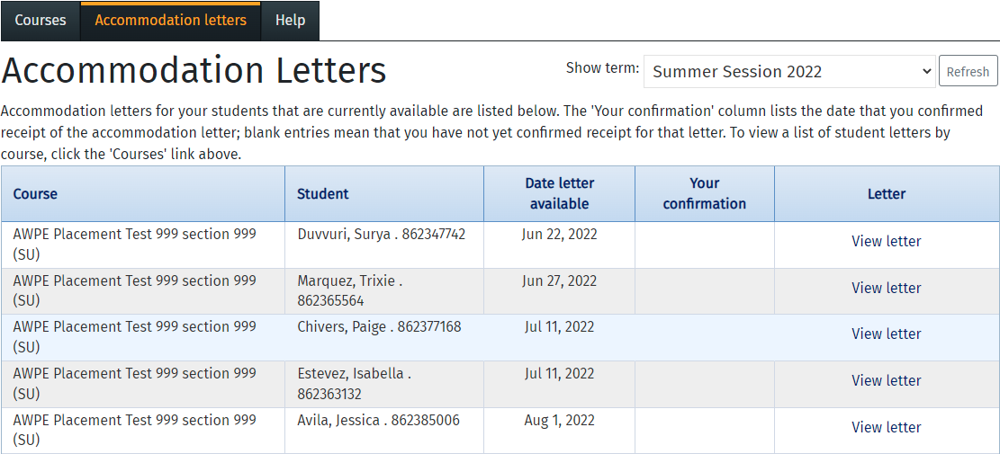 Courses Accommodation letters Help
Accommodation Letters
Show term: Summer Session 2022 Refresh
Accommodation letters for your students that are currently available are listed below. The 'Your confirmation' column lists the date that you confirmed
receipt of the accommodation letter; blank entries mean that you have not yet confirmed receipt for that letter. To view a list of student letters by
course, click the 'Courses' link above.
Course Student Date letter available Your confirmation Letter
AWPE Placement Test 999 section 999 Duvvuri, Surya . 862347742 Jun 22, 2022 View letter
(SU)
AWPE Placement Test 999 section 999 Marquez, Trixie . Jun 27, 2022 View letter
(SU) 862365564
AWPE Placement Test 999 section 999 Chivers, Paige . 862377168 Jul 11, 2022 View letter
(SU)
AWPE Placement Test 999 section 999 Estevez, Isabella . Jul 11, 2022 View letter
(SU) 862363132
AWPE Placement Test 999 section 999 Avila, Jessica . 862385006 Aug 1, 2022 View letter
(SU)